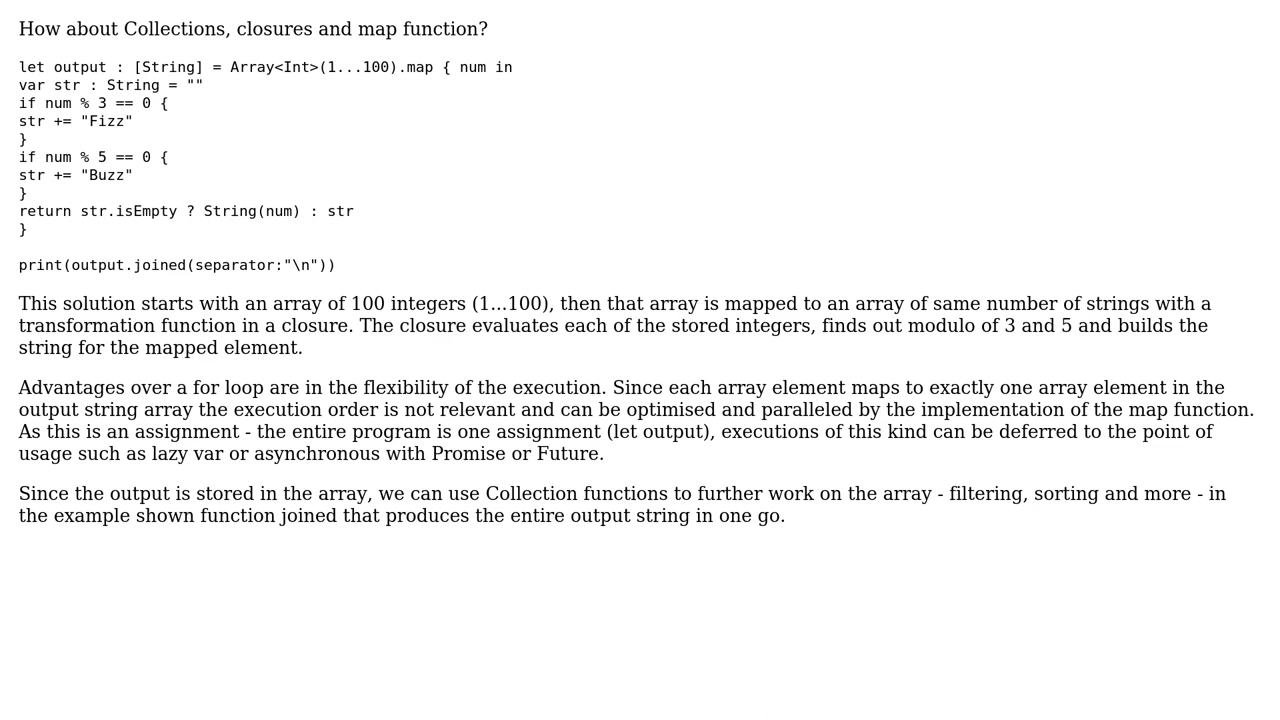 How about Collections, closures and map function?
let output : [String] = Array<Int>(1...100).map { num in
var str : String = ""
if num % 3 == 0 {
str += "Fizz"
}
if num % 5 == 0 {
str += "Buzz"
}
return str.isEmpty ? String(num) : str
}
print(output.joined(separator:"\n"))
This solution starts with an array of 100 integers (1...100), then that array is mapped to an array of same number of strings with a
transformation function in a closure. The closure evaluates each of the stored integers, finds out modulo of 3 and 5 and builds the
string for the mapped element.
Advantages over a for loop are in the flexibility of the execution. Since each array element maps to exactly one array element in the
output string array the execution order is not relevant and can be optimised and paralleled by the implementation of the map function.
As this is an assignment - the entire program is one assignment (let output), executions of this kind can be deferred to the point of
usage such as lazy var or asynchronous with Promise or Future.
Since the output is stored in the array, we can use Collection functions to further work on the array - filtering, sorting and more - in
the example shown function joined that produces the entire output string in one go.